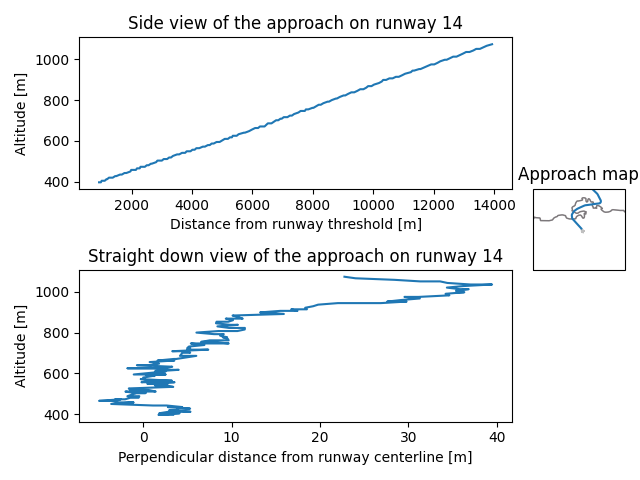 Side view of the approach on runway 14
Altitude [m]
1000
800
600
400
2000 4000 6000 8000 10000 12000 14000
Distance from runway threshold [m]
Approach map
Straight down view of the approach on runway 14
Altitude [m]
1000
800
600
400
0 10 20 30 40
Perpendicular distance from runway centerline [m]